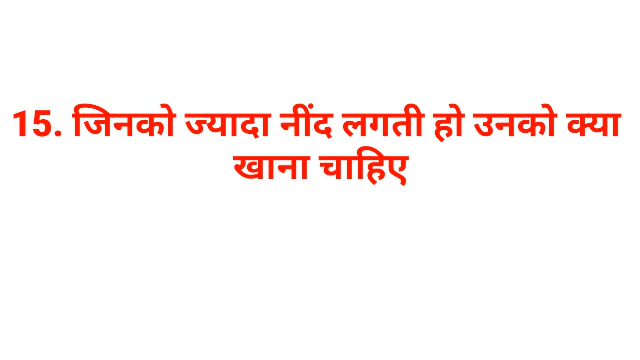 15. जिनको ज्यादा नींद लगती हो उनको क्या
खाना चाहिए